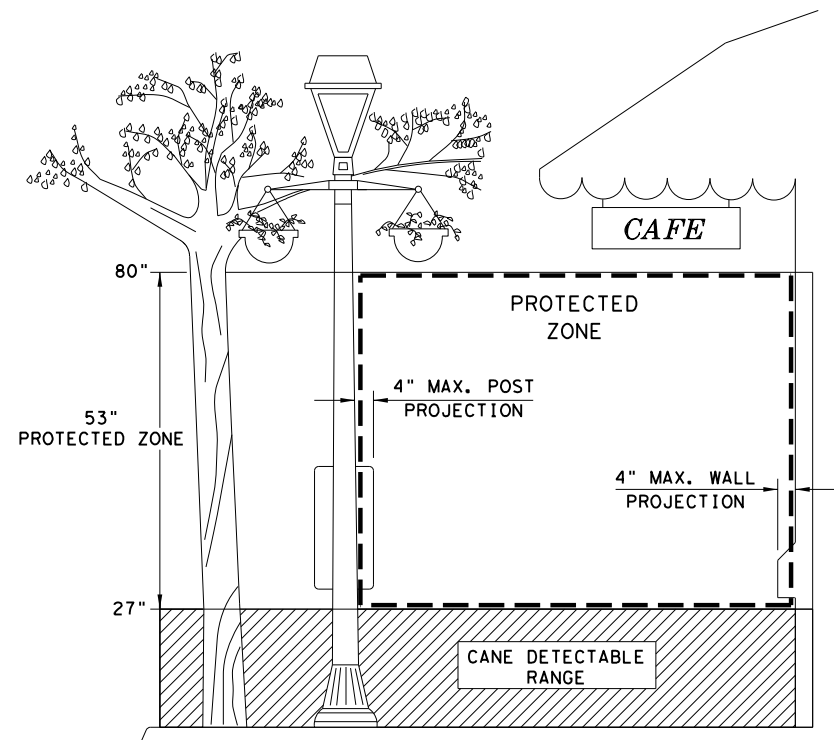 CAFE
80"
PROTECTED
ZONE
4" MAX. POST
PROJECTION
53"
PROTECTED ZONE
4" MAX. WALL
PROJECTION
27"
CANE DETECTABLE
RANGE